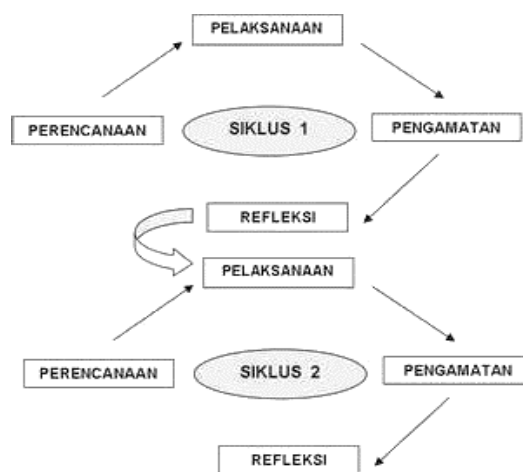 PELAKSANAAN
PERENCANAAN
SIKLUS 1
PENGAMATAN
REFLEKSI
PELAKSANAAN
PERENCANAAN
SIKLUS 2
PENGAMATAN
REFLEKSI